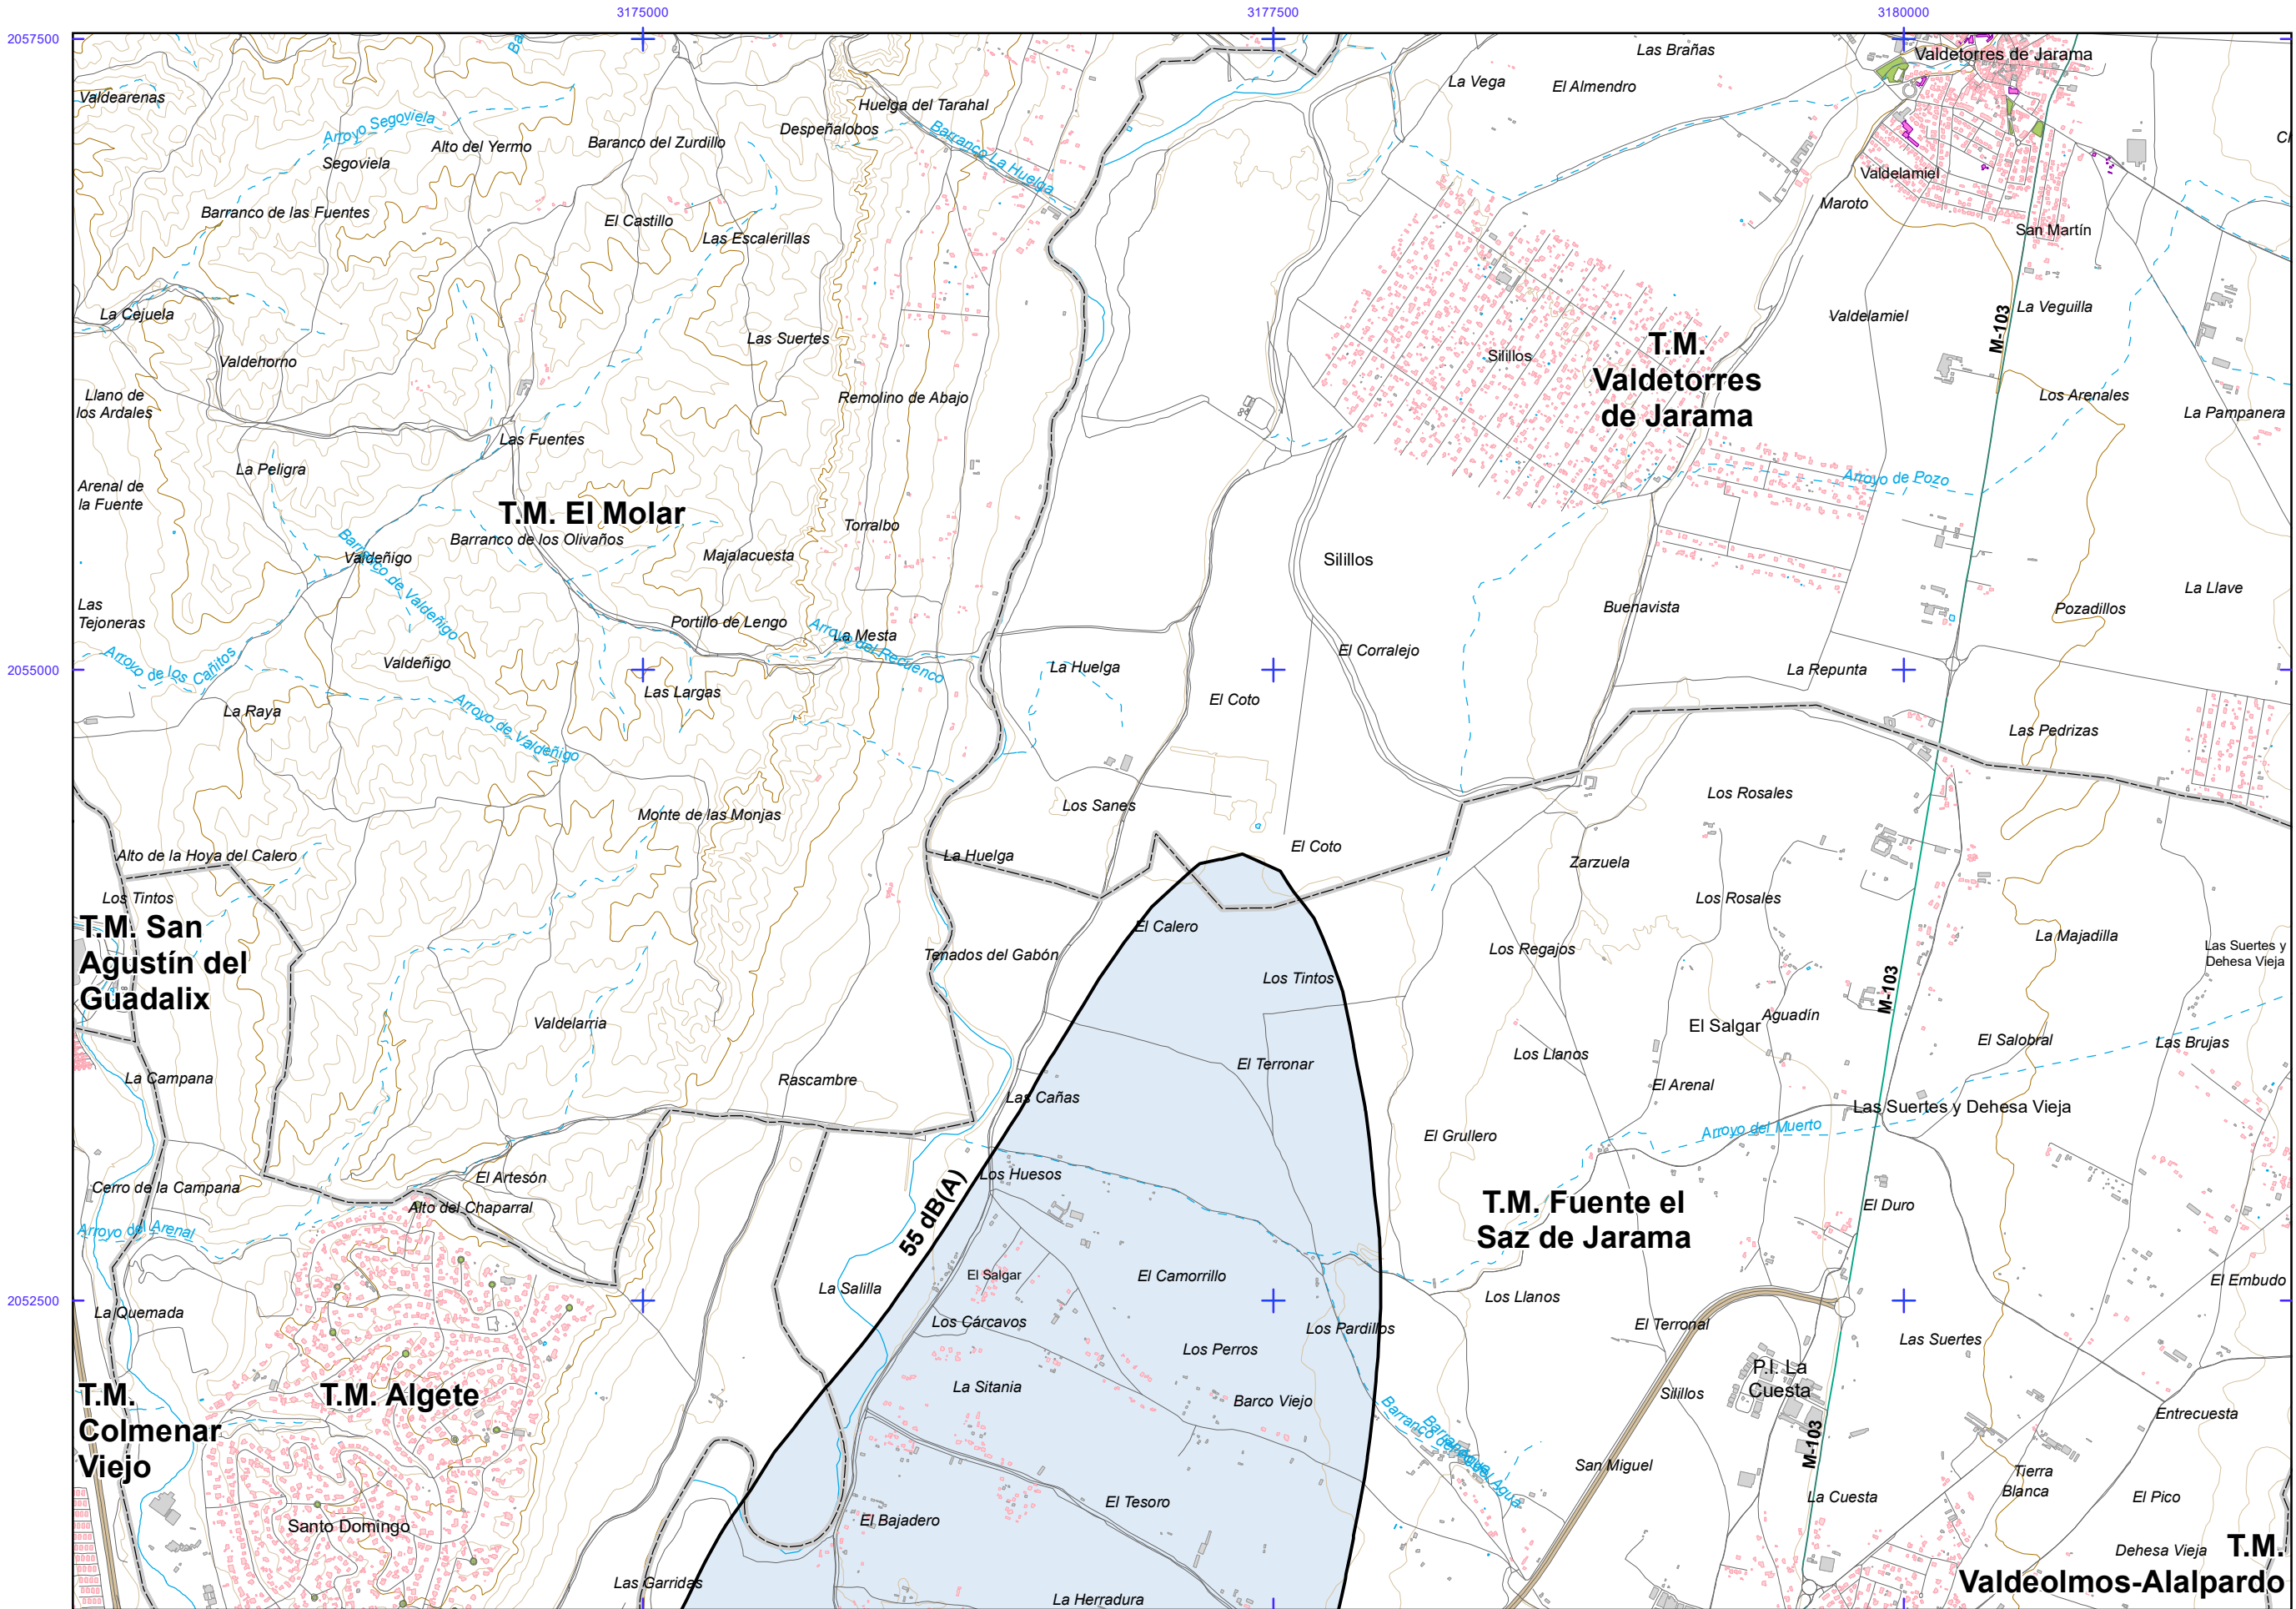 3175000
3177500
3180000
2057500
2055000
2052500
Valdearenas
Arroyo Segoviela
Segoviela
Alto del Yermo
Baranco del Zurdillo
Despeñalobos
Huelga del Tarahal
Barranco La Huelga
Las Brañas
La Vega
El Almendro
Valdetorres de Jarama
Valdelamiel
Maroto
San Martín
Barranco de las Fuentes
El Castillo
Las Escalerillas
La Cejuela
Valdehorno
Las Suertes
Llano de
los Ardales
Remolino de Abajo
Las Fuentes
La Peligra
Arenal de
la Fuente
T.M. El Molar
Barranco de los Olivaños
Torralbo
Majalacuesta
Valdeñigo
Barranco de Valdeñigo
Las
Tejoneras
Portillo de Lengo
La Mesta
Arroyo del Recuenco
Arroyo de los Cañitos
Valdeñigo
Las Largas
La Raya
Arroyo de Valdeñigo
Monte de las Monjas
Silillos
T.M.
Valdetorres
de Jarama
Valdelamiel
M-103
La Veguilla
Los Arenales
La Pampanera
Arroyo de Pozo
Silillos
Buenavista
La Llave
Pozadillos
El Corralejo
La Huelga
El Coto
La Repunta
Las Pedrizas
Los Sanes
Los Rosales
El Coto
Zarzuela
La Huelga
Alto de la Hoya del Calero
Los Tintos
T.M. San
Agustín del
Guadalix
El Calero
Los Rosales
Los Regajos
La Majadilla
Las Suertes y
Dehesa Vieja
Tenados del Gabón
Los Tintos
M-103
Valdelarria
El Salgar
Aguadín
El Salobral
Las Brujas
Los Llanos
El Terronar
La Campana
Rascambre
Las Cañas
El Arenal
Las Suertes y Dehesa Vieja
Arroyo del Muerto
El Grullero
Cerro de la Campana
El Artesón
Alto del Chaparral
Arroyo del Arenal
Los Huesos
55 dB(A)
T.M. Fuente el
Saz de Jarama
El Duro
La Salilla
El Salgar
El Camorrillo
El Embudo
La Quemada
Los Llanos
Los Cárcavos
Los Pardillos
El Terronal
Las Suertes
Los Perros
P.I. La
Cuesta
T.M.
Colmenar
Viejo
T.M. Algete
La Sitania
Barco Viejo
Sillos
Entrecuesta
M-103
San Miguel
Tierra
Blanca
La Cuesta
El Pico
Santo Domingo
El Tesoro
El Bajadero
Dehesa Vieja
T.M.
Valdeolmos-Alalpardo
Las Garridas
La Herradura